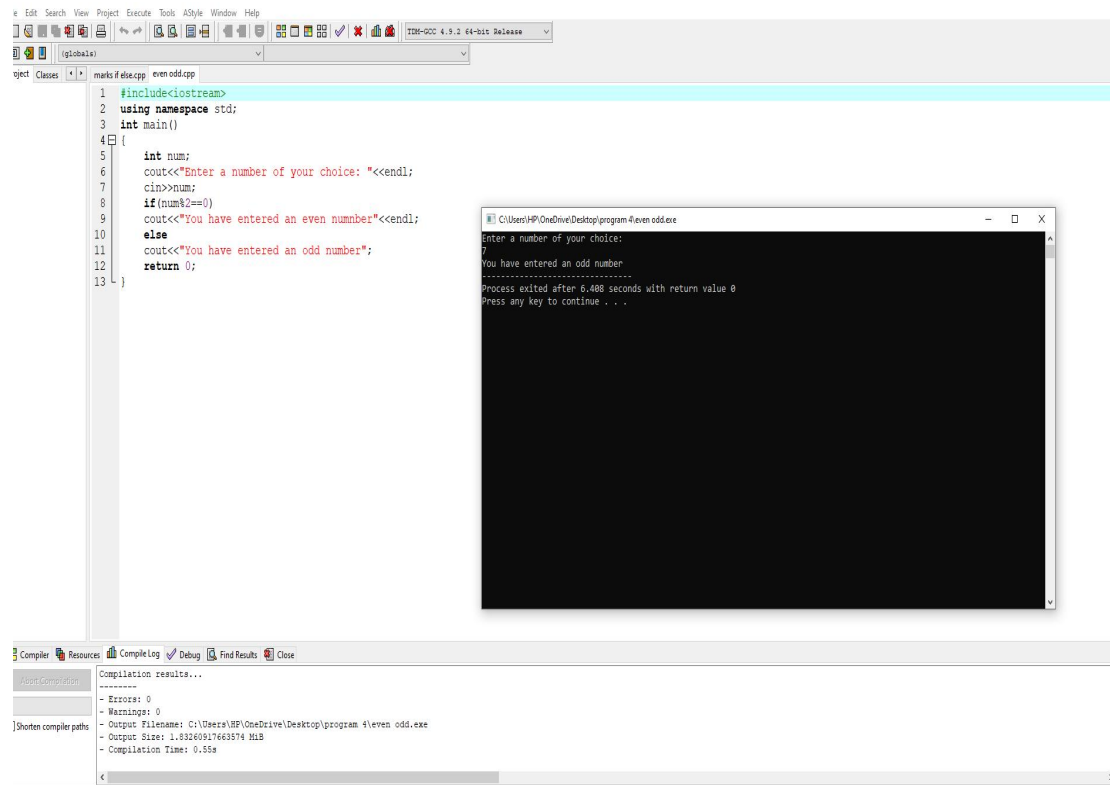 e Edit Search View Project Execute Tools AStyle Window Help
TDM-GCC 4.9.2 64-bit Release
(globals)
oject Classes marks if else.cpp even odd.cpp
1 #include<iostream>
2 using namespace std;
3 int main()
4 {
5 int num;
6 cout<<"Enter a number of your choice: "<<endl;
7 cin>>num;
8 if(num%2==0)
9 cout<<"You have entered an even numnber"<<endl;
10 else
11 cout<<"You have entered an odd number";
12 return 0;
13 }
C:\Users\HP\OneDrive\Desktop\program 4\even odd.exe
Enter a number of your choice:
7
You have entered an odd number
--------------------------------
Process exited after 6.408 seconds with return value 0
Press any key to continue . . .
Compiler Resources Compile Log Debug Find Results Close
Abort Compilation
Shorten compiler paths
Compilation results...
--------
- Errors: 0
- Warnings: 0
- Output Filename: C:\Users\HP\OneDrive\Desktop\program 4\even odd.exe
- Output Size: 1.83260917663574 MiB
- Compilation Time: 0.55s